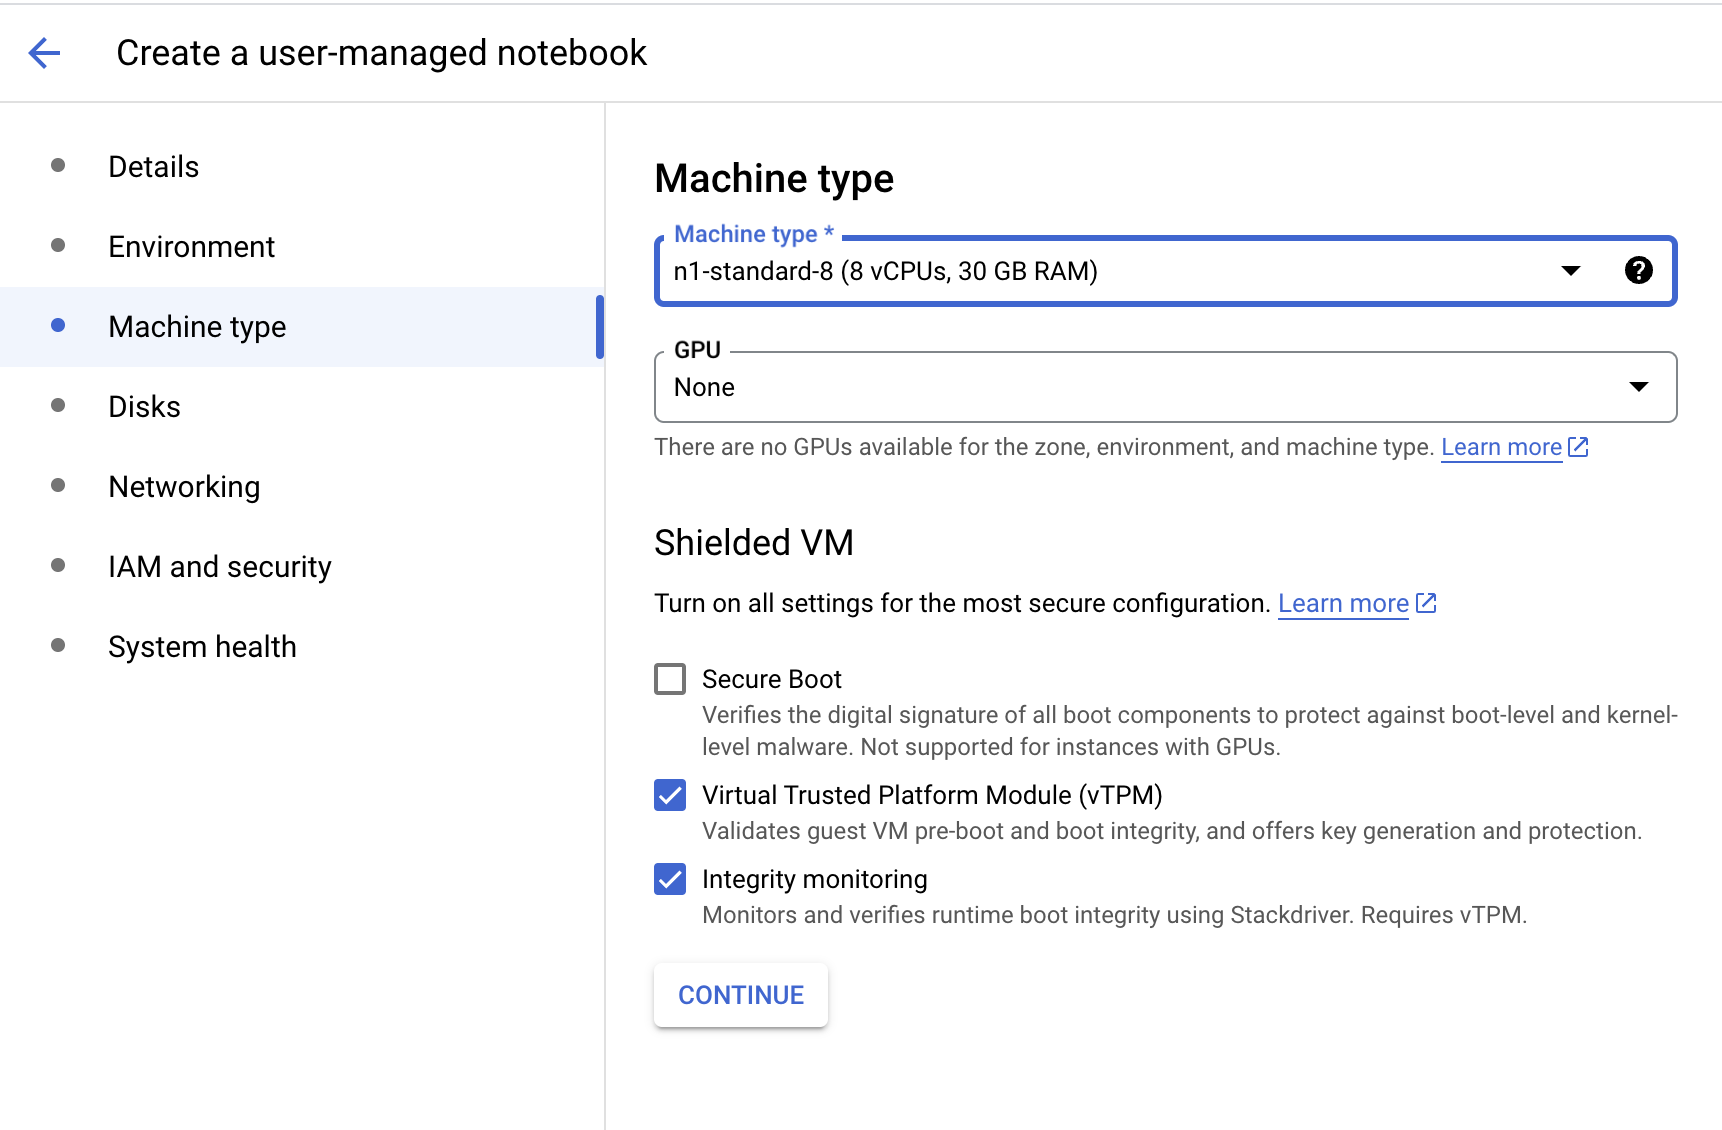 Create a user-managed notebook
Details
Environment
Machine type
Disks
Networking
IAM and security
System health
Machine type
Machine type *
n1-standard-8 (8 vCPUs, 30 GB RAM)
GPU
None
There are no GPUs available for the zone, environment, and machine type. Learn more
Shielded VM
Turn on all settings for the most secure configuration. Learn more
Secure Boot
Verifies the digital signature of all boot components to protect against boot-level and kernel-
level malware. Not supported for instances with GPUs.
Virtual Trusted Platform Module (vTPM)
Validates guest VM pre-boot and boot integrity, and offers key generation and protection.
Integrity monitoring
Monitors and verifies runtime boot integrity using Stackdriver. Requires vTPM.
CONTINUE